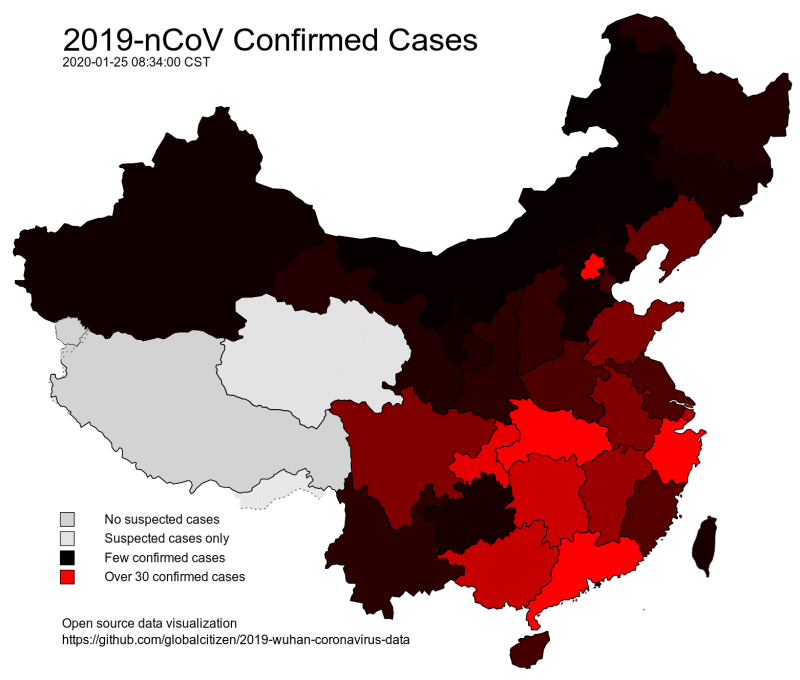 2019-nCoV Confirmed Cases
2020-01-25 08:34:00 CST
No suspected cases
Suspected cases only
Few confirmed cases
Over 30 confirmed cases
Open source data visualization
https://github.com/globalcitizen/2019-wuhan-coronavirus-data